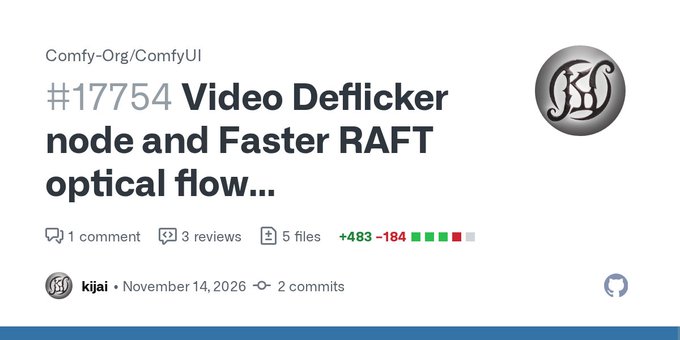 Comfy-Org/ComfyUI
#17754 Video Deflicker
node and Faster RAFT
optical flow...
1 comment 3 reviews 5 files +483 −184
kijai • November 14, 2026 2 commits